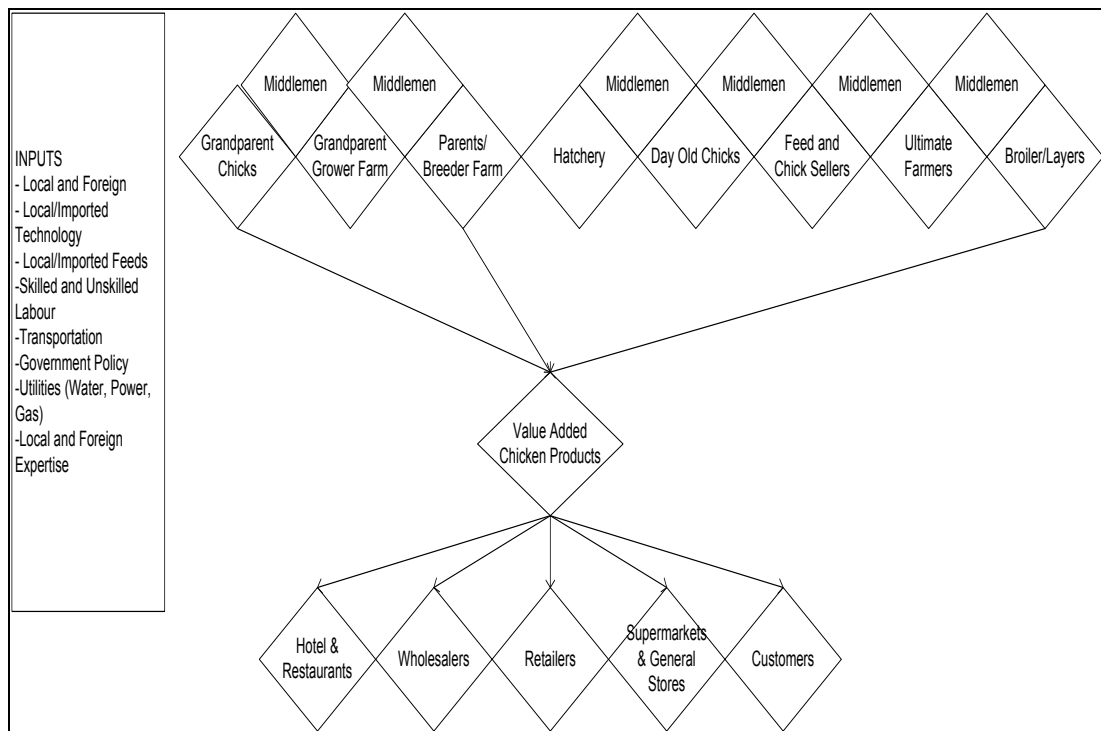 Middlemen
Middlemen
Middlemen
Middlemen
Middlemen
Middlemen
Grandparent
Chicks
Grandparent
Grower Farm
Parents/
Breeder Farm
Hatchery
Day Old Chicks
Feed and
Chick Sellers
Ultimate
Farmers
Broiler/Layers
INPUTS
- Local and Foreign
- Local/Imported
Technology
- Local/Imported Feeds
-Skilled and Unskilled
Labour
-Transportation
-Government Policy
-Utilities (Water, Power,
Gas)
-Local and Foreign
Expertise
Value Added
Chicken Products
Hotel &
Restaurants
Wholesalers
Retailers
Supermarkets
& General
Stores
Customers